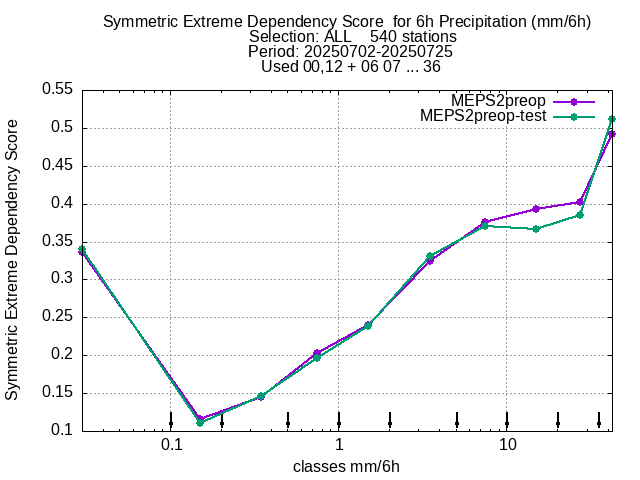 Symmetric Extreme Dependency Score  for 6h Precipitation (mm/6h)
Selection: ALL    540 stations
Period: 20250702-20250725
Used 00,12 + 06 07 ... 36
MEPS2preop
MEPS2preop-test
Symmetric Extreme Dependency Score
0.55
0.5
0.45
0.4
0.35
0.3
0.25
0.2
0.15
0.1
0.1 1 10
classes mm/6h